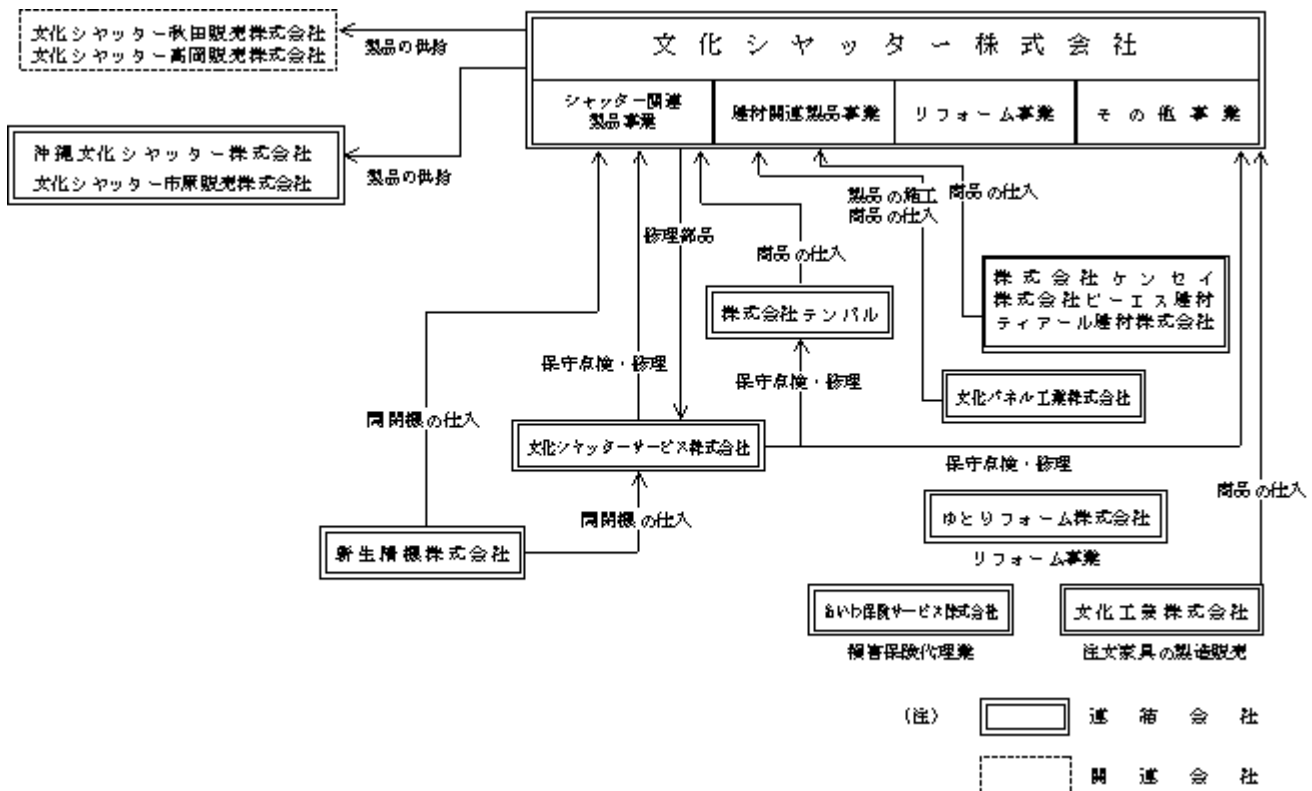 文化シヤッター秋田販売株式会社
文化シヤッター高岡販売株式会社
製品の供給
文化シヤッター株式会社
シャッター関連
製品事業
建材関連製品事業
リフォーム事業
その他事業
沖縄文化シヤッター株式会社
文化シヤッター市原販売株式会社
製品の供給
製品の施工
商品の仕入
商品の仕入
修理部品
商品の仕入
株式会社ケンセイ
株式会社ピーエス建材
ティアール建材株式会社
株式会社テンパル
保守点検・修理
保守点検・修理
文化パネル工業株式会社
開閉機の仕入
文化シヤッターサービス株式会社
保守点検・修理
商品の仕入
開閉機の仕入
ゆとりフォーム株式会社
リフォーム事業
新生精機株式会社
あいわ保険サービス株式会社
文化工芸株式会社
損害保険代理業
注文家具の製造販売
(注)
連結会社
関連会社